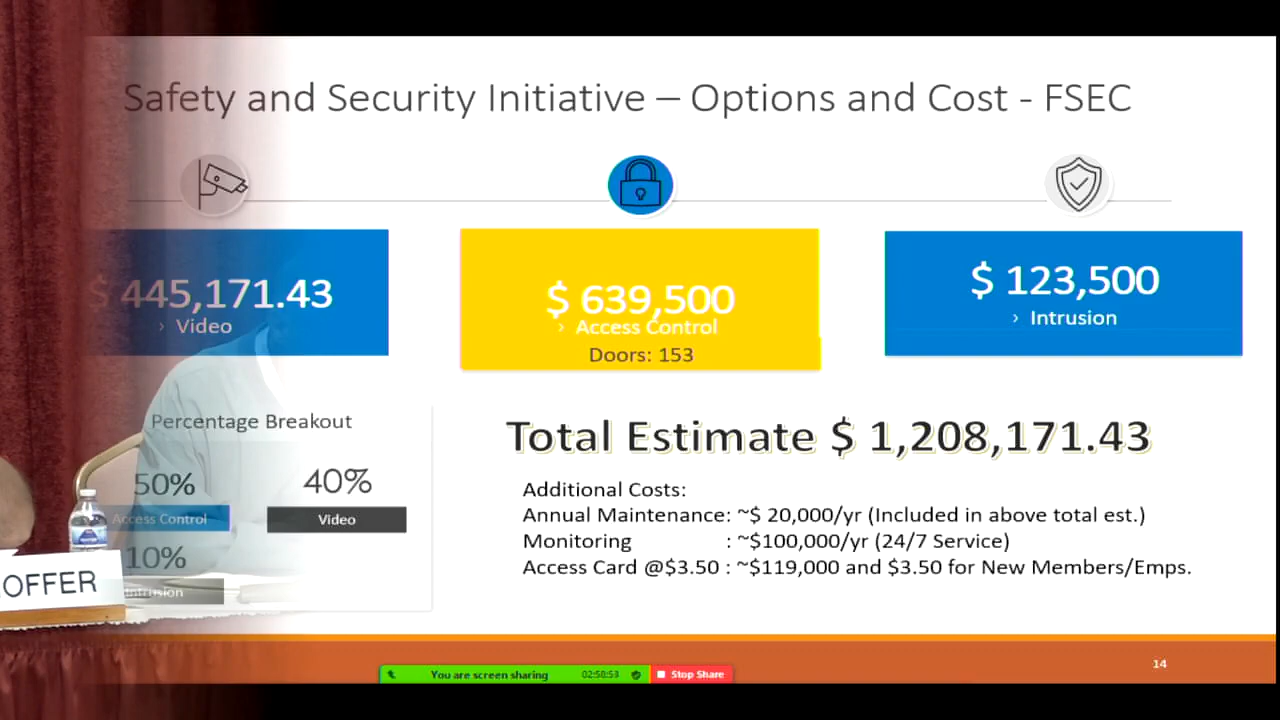 Safety and Security Initiative – Options and Cost - FSEC
$ 445,171.43
› Video
$ 639,500
› Access Control
Doors: 153
$ 123,500
› Intrusion
Percentage Breakout
50%
Access Control
40%
Video
10%
Intrusion
Total Estimate $ 1,208,171.43
Additional Costs:
Annual Maintenance: ~$ 20,000/yr (Included in above total est.)
Monitoring : ~$100,000/yr (24/7 Service)
Access Card @$3.50 : ~$119,000 and $3.50 for New Members/Emps.
OFFER
14
You are screen sharing 02:50:53 Stop Share